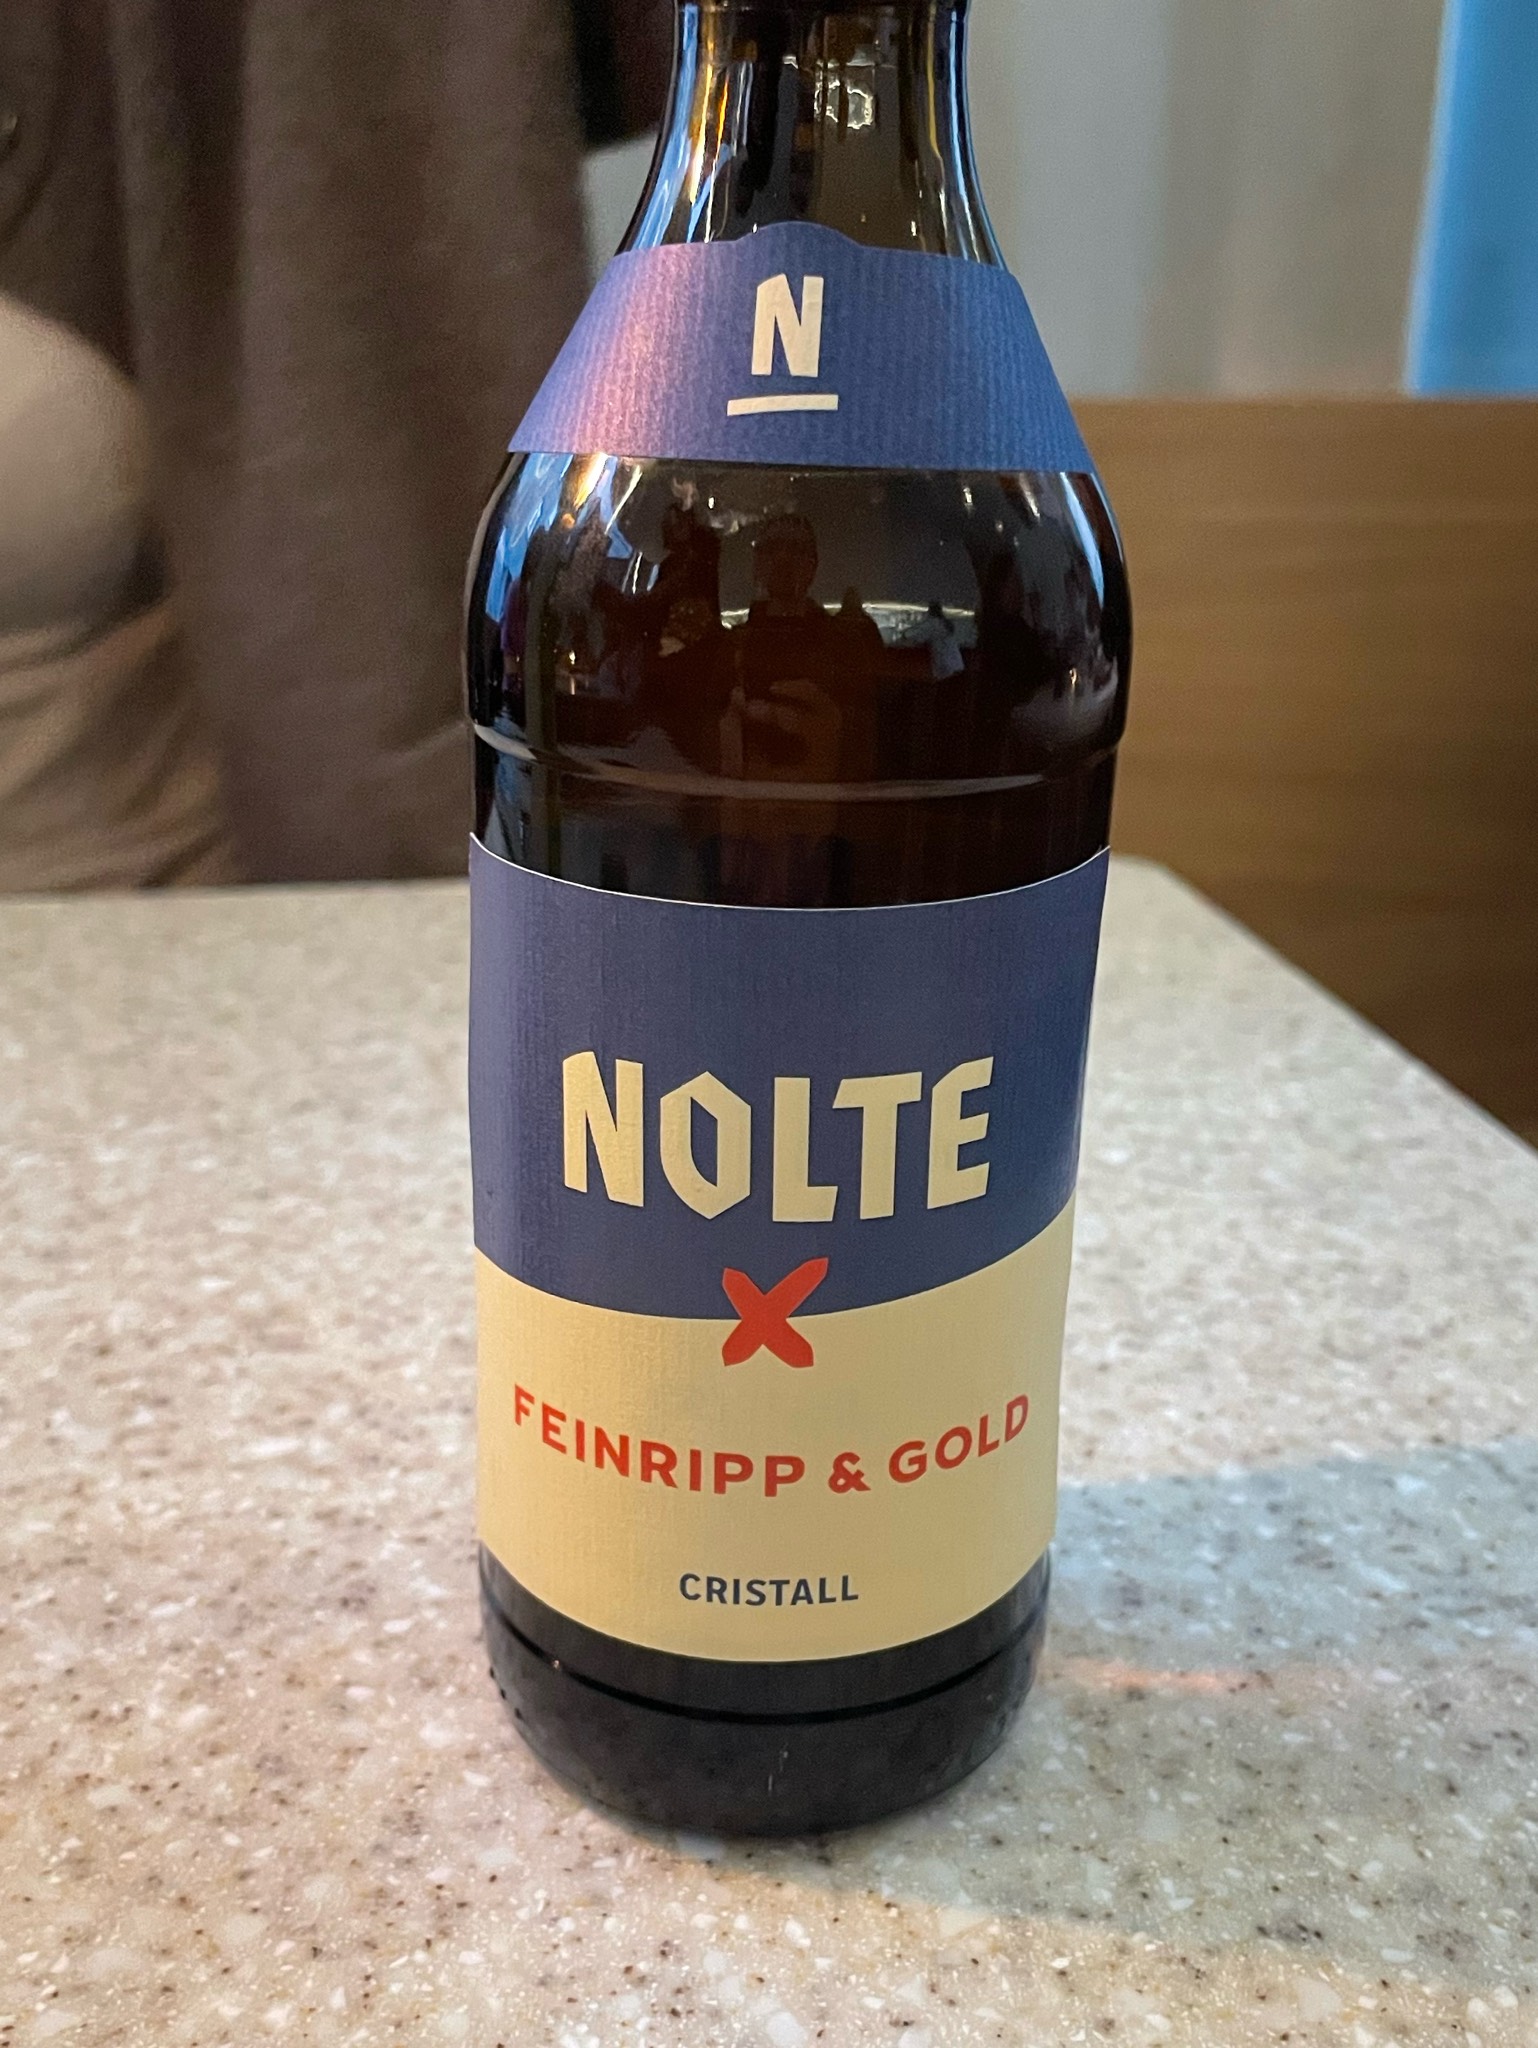 N
NOLTE
X
FEINRIPP & GOLD
CRISTALL